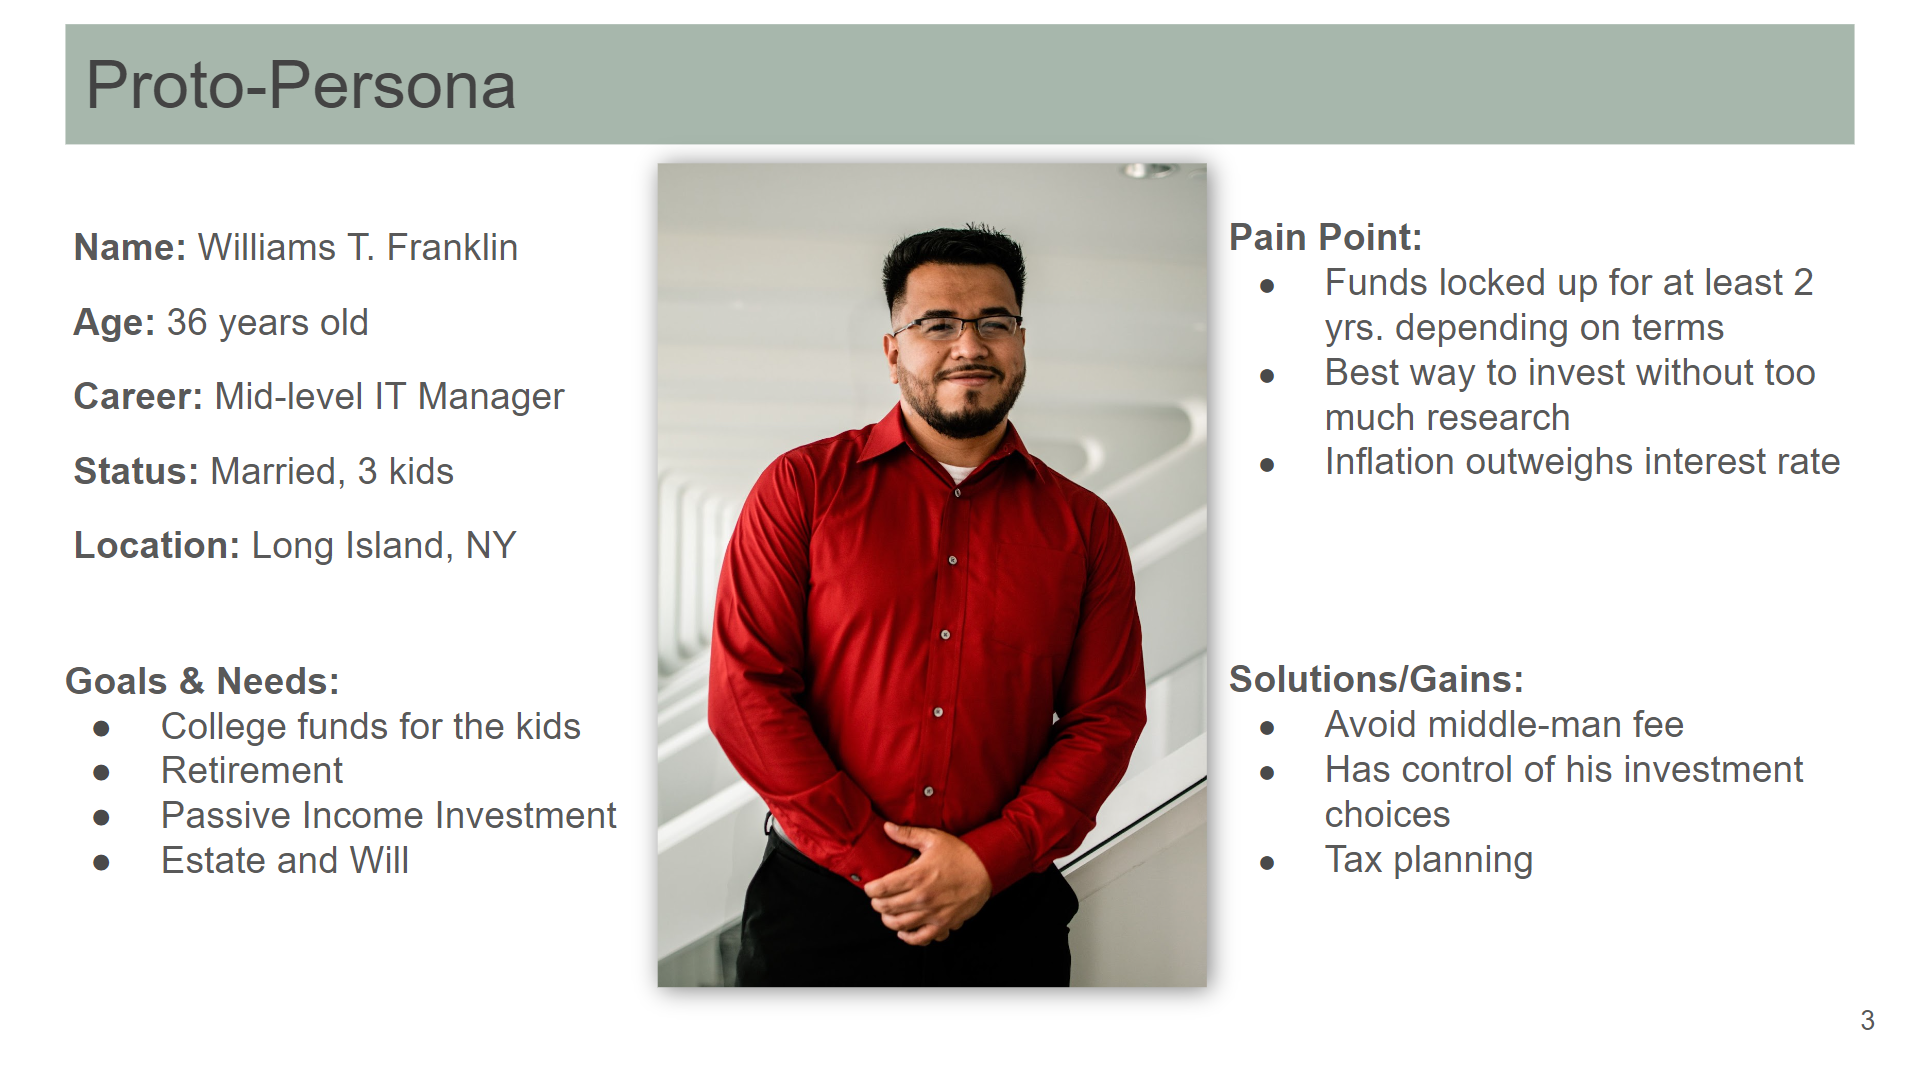 Proto-Persona
Name: Williams T. Franklin
Age: 36 years old
Career: Mid-level IT Manager
Status: Married, 3 kids
Location: Long Island, NY
Goals & Needs:
● College funds for the kids
● Retirement
● Passive Income Investment
● Estate and Will
Pain Point:
● Funds locked up for at least 2
yrs. depending on terms
● Best way to invest without too
much research
● Inflation outweighs interest rate
Solutions/Gains:
● Avoid middle-man fee
● Has control of his investment
choices
● Tax planning
3